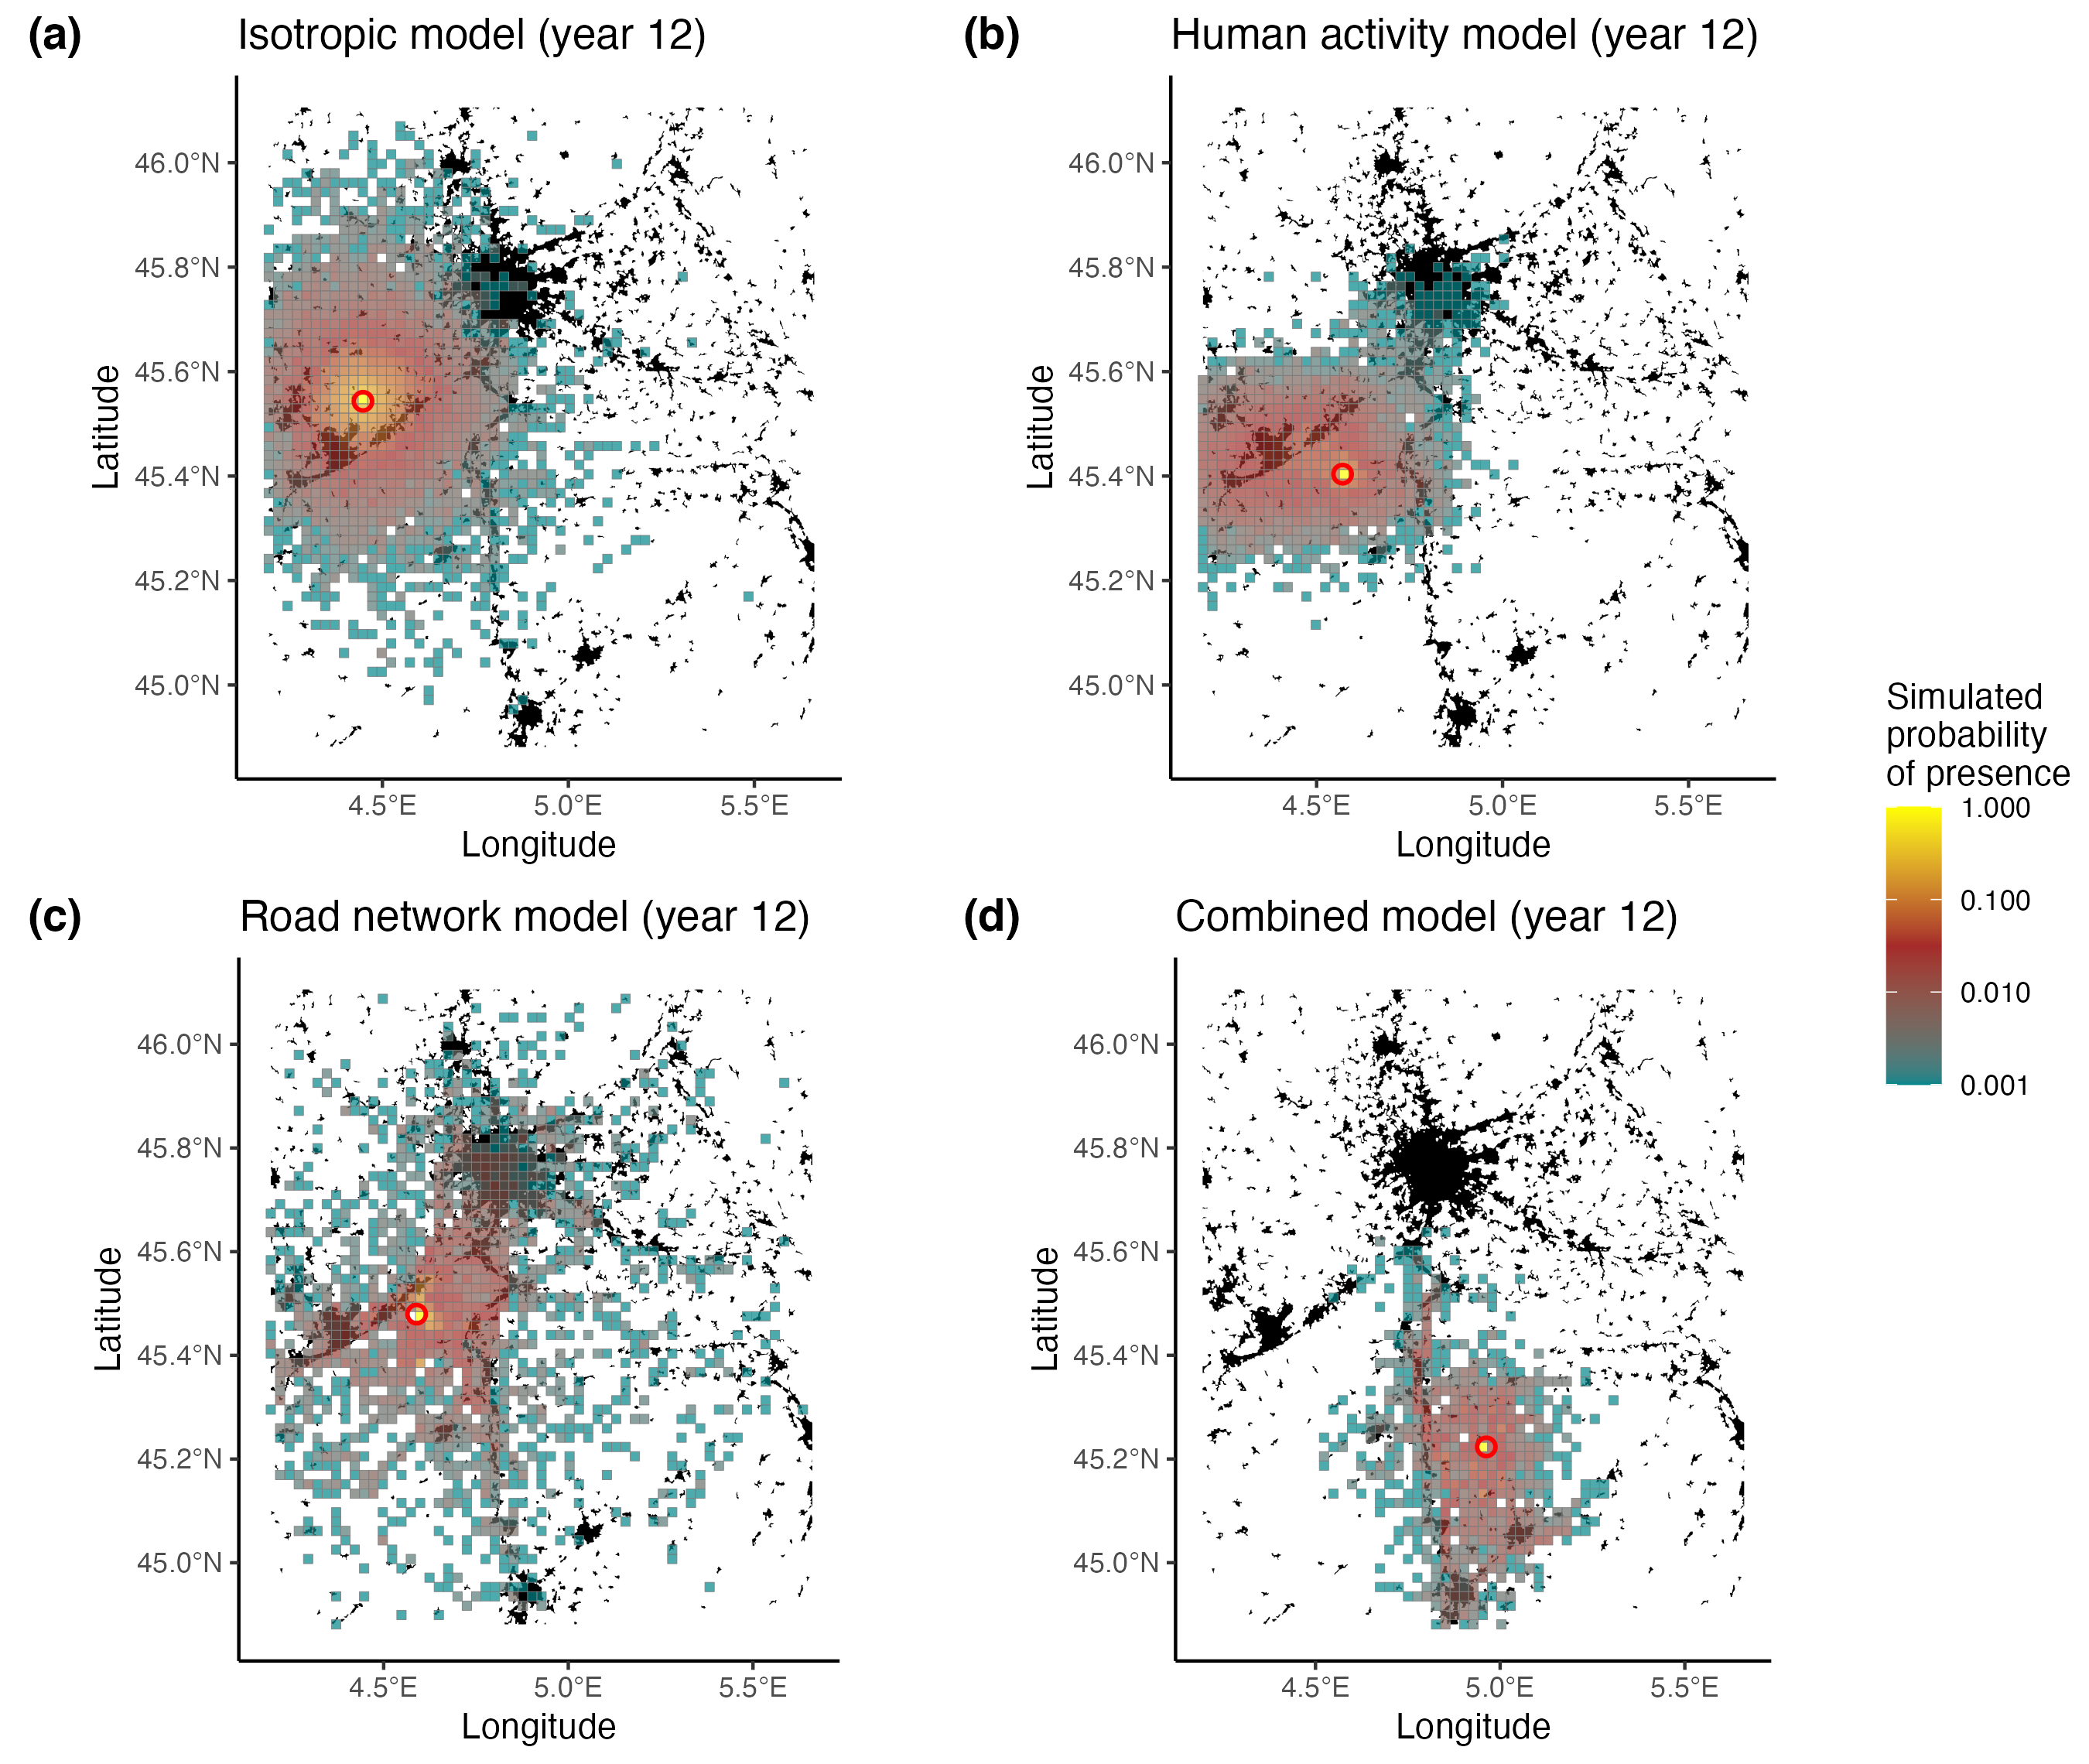 (a) Isotropic model (year 12)
46.0°N
45.8°N
45.6°N
45.4°N
45.2°N
45.0°N
Latitude
4.5°E 5.0°E 5.5°E
Longitude
(b) Human activity model (year 12)
46.0°N
45.8°N
45.6°N
45.4°N
45.2°N
45.0°N
Latitude
4.5°E 5.0°E 5.5°E
Longitude
(c) Road network model (year 12)
46.0°N
45.8°N
45.6°N
45.4°N
45.2°N
45.0°N
Latitude
4.5°E 5.0°E 5.5°E
Longitude
(d) Combined model (year 12)
46.0°N
45.8°N
45.6°N
45.4°N
45.2°N
45.0°N
Latitude
4.5°E 5.0°E 5.5°E
Longitude
Simulated
probability
of presence
1.000
0.100
0.010
0.001